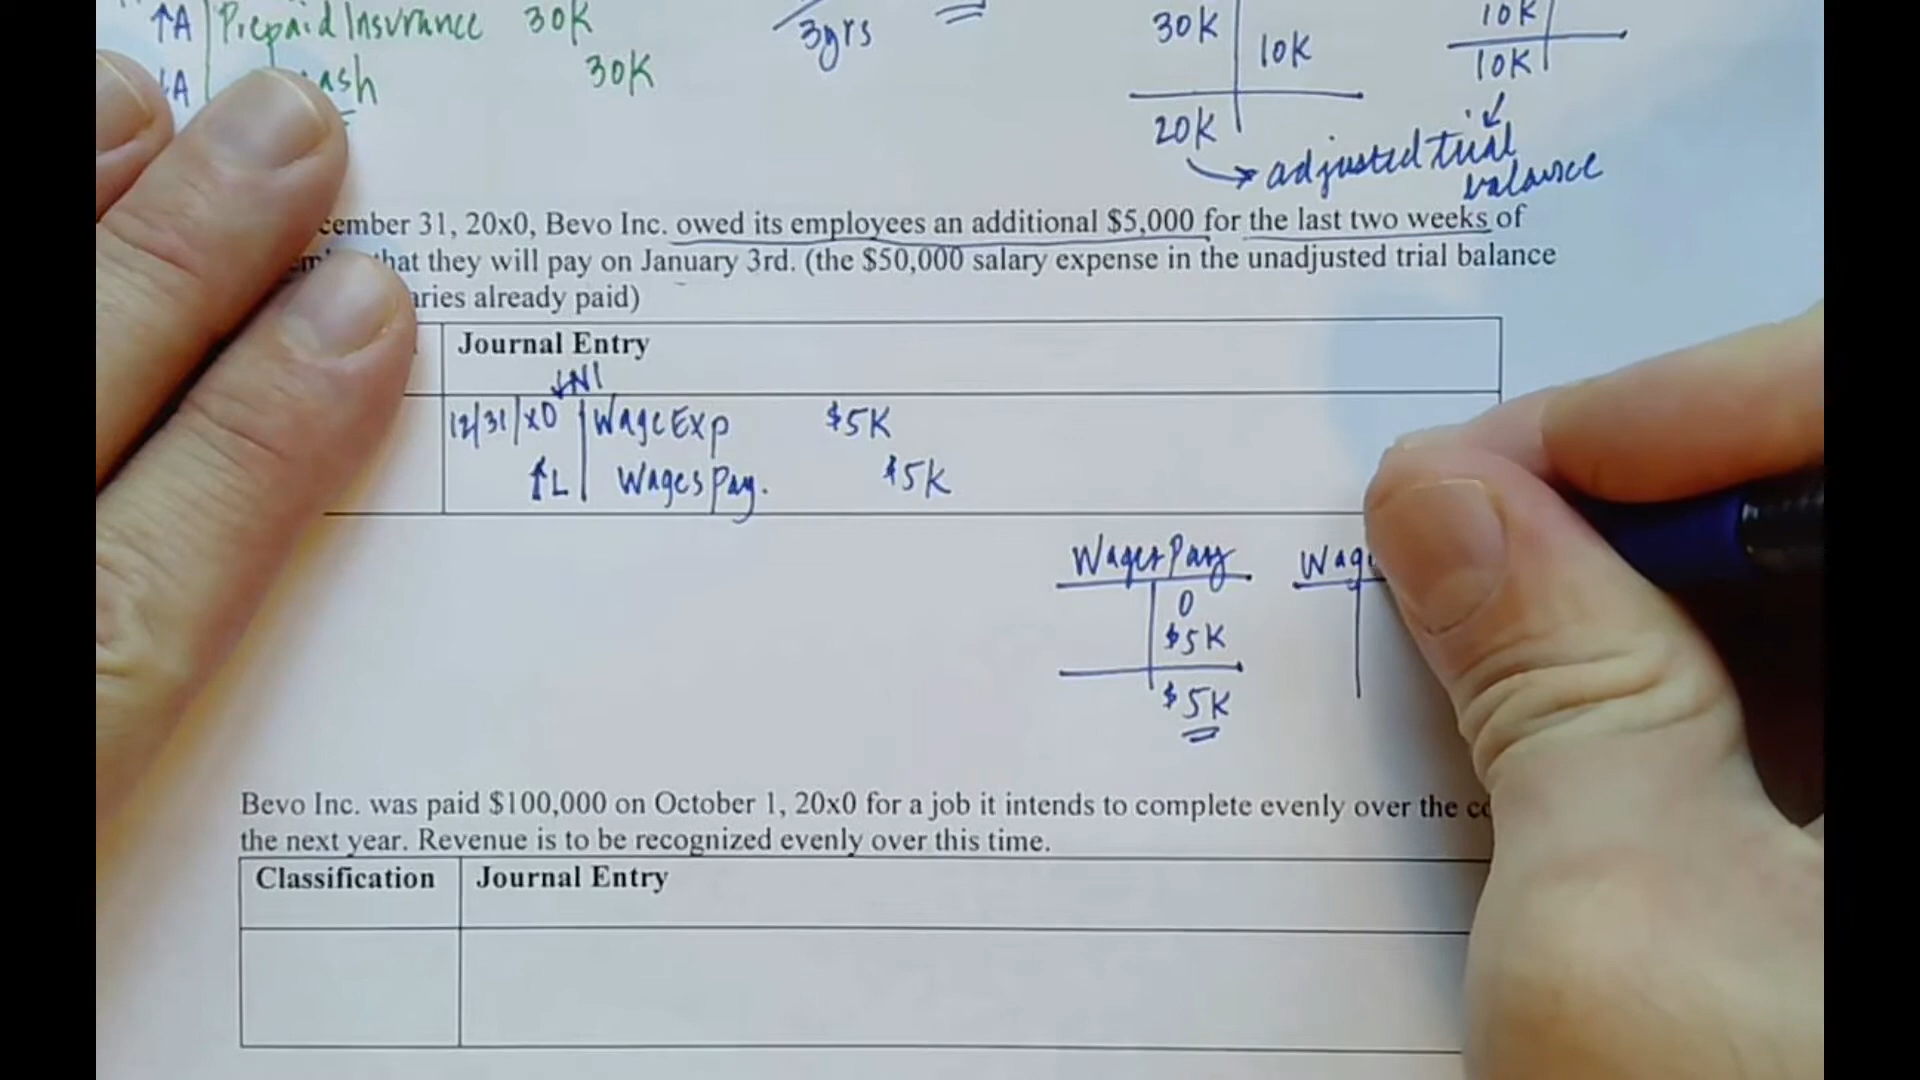 ↑A Prepaid Insurance 30K
↓A ash 30K
3yrs
30K
10K
20K
10K
10K
adjusted trial
balance
cember 31, 20x0, Bevo Inc. owed its employees an additional $5,000 for the last two weeks of
that they will pay on January 3rd. (the $50,000 salary expense in the unadjusted trial balance
aries already paid)
Journal Entry
↓NI
12/31/x0 Wage Exp $5K
↑L Wages Pay. $5K
Wages Pay
0
$5K
$5K
Wag
Bevo Inc. was paid $100,000 on October 1, 20x0 for a job it intends to complete evenly over the
the next year. Revenue is to be recognized evenly over this time.
Classification Journal Entry